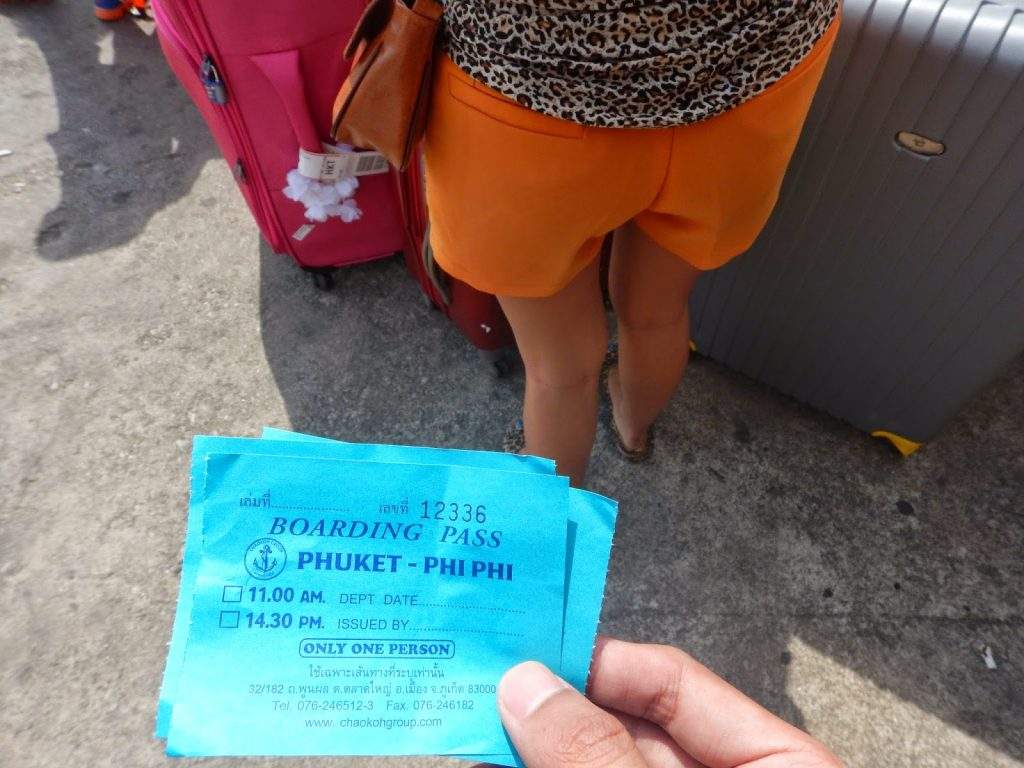 HKT
เล่มที่.................... เลขที่ 12336
BOARDING PASS
PHUKET - PHI PHI
11.00 AM. DEPT DATE...........................
14.30 PM. ISSUED BY............................
ONLY ONE PERSON
ใช้เฉพาะเส้นทางที่ระบุเท่านั้น
32/182 ถ.พูนผล ต.ตลาดใหญ่ อ.เมือง จ.ภูเก็ต 83000
Tel. 076-246512-3 Fax. 076-246182
www. chaokohgroup.com